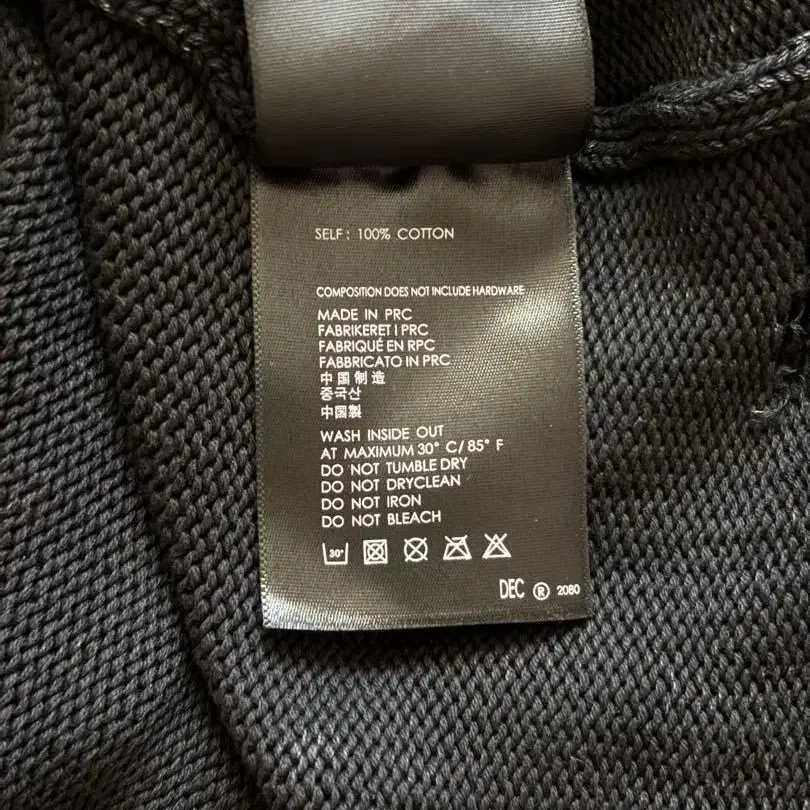 SELF: 100% COTTON
COMPOSITION DOES NOT INCLUDE HARDWARE
MADE IN PRC
FABRIKERET I PRC
FABRIQUÉ EN RPC
FABBRICATO IN PRC
中国制造
중국산
中国製
WASH INSIDE OUT
AT MAXIMUM 30° C/85° F
DO NOT TUMBLE DRY
DO NOT DRYCLEAN
DO NOT IRON
DO NOT BLEACH
30°
DEC ® 2080